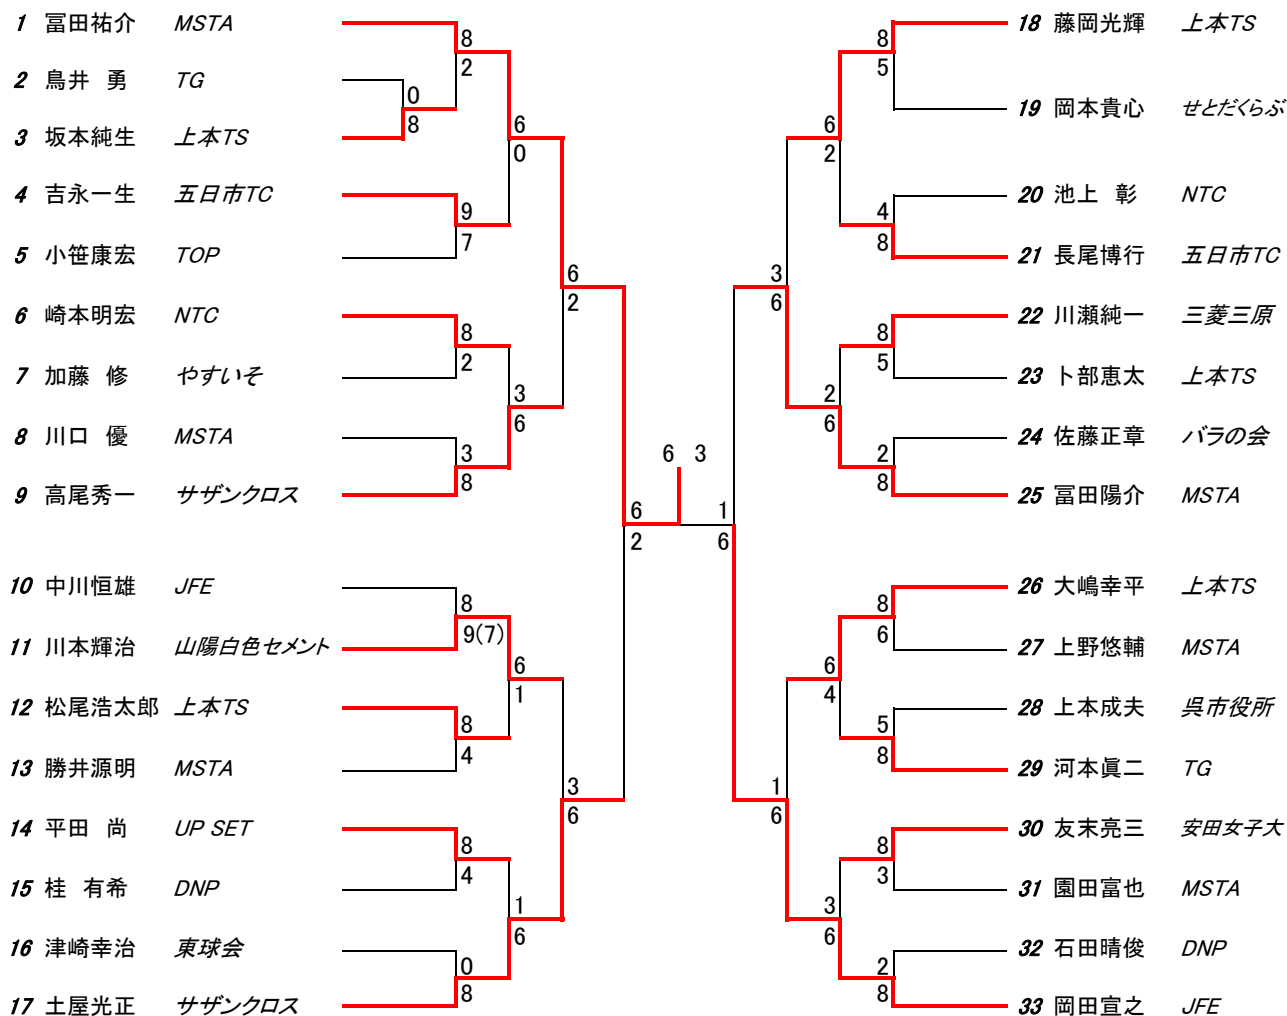 1 冨田祐介 MSTA
2 鳥井　勇 TG
3 坂本純生 上本TS
4 吉永一生 五日市TC
5 小笹康宏 TOP
6 崎本明宏 NTC
7 加藤　修 やすいそ
8 川口　優 MSTA
9 高尾秀一 サザンクロス
10 中川恒雄 JFE
11 川本輝治 山陽白色セメント
12 松尾浩太郎 上本TS
13 勝井源明 MSTA
14 平田　尚 UP SET
15 桂　有希 DNP
16 津崎幸治 東球会
17 土屋光正 サザンクロス
8
2
0
8
9
7
8
2
3
8
8
9(7)
8
4
8
4
0
8
6
0
3
6
6
1
1
6
6
2
3
6
6
2
6 3
1
6
3
6
1
6
6
2
2
6
6
4
3
6
8
5
4
8
8
5
2
8
8
6
5
8
8
3
2
8
18 藤岡光輝 上本TS
19 岡本貴心 せとだくらぶ
20 池上　彰 NTC
21 長尾博行 五日市TC
22 川瀬純一 三菱三原
23 卜部恵太 上本TS
24 佐藤正章 バラの会
25 冨田陽介 MSTA
26 大嶋幸平 上本TS
27 上野悠輔 MSTA
28 上本成夫 呉市役所
29 河本眞二 TG
30 友末亮三 安田女子大
31 園田富也 MSTA
32 石田晴俊 DNP
33 岡田宣之 JFE